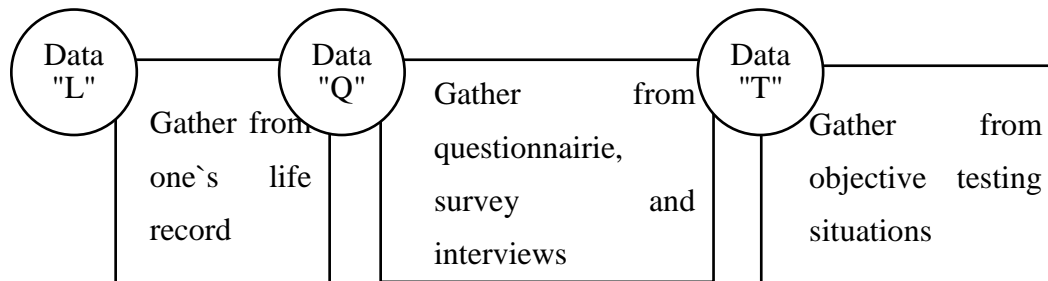 Data
"L"
Gather from
one`s life
record
Data
"Q"
Gather from
questionnairie,
survey and
interviews
Data
"T"
Gather from
objective testing
situations